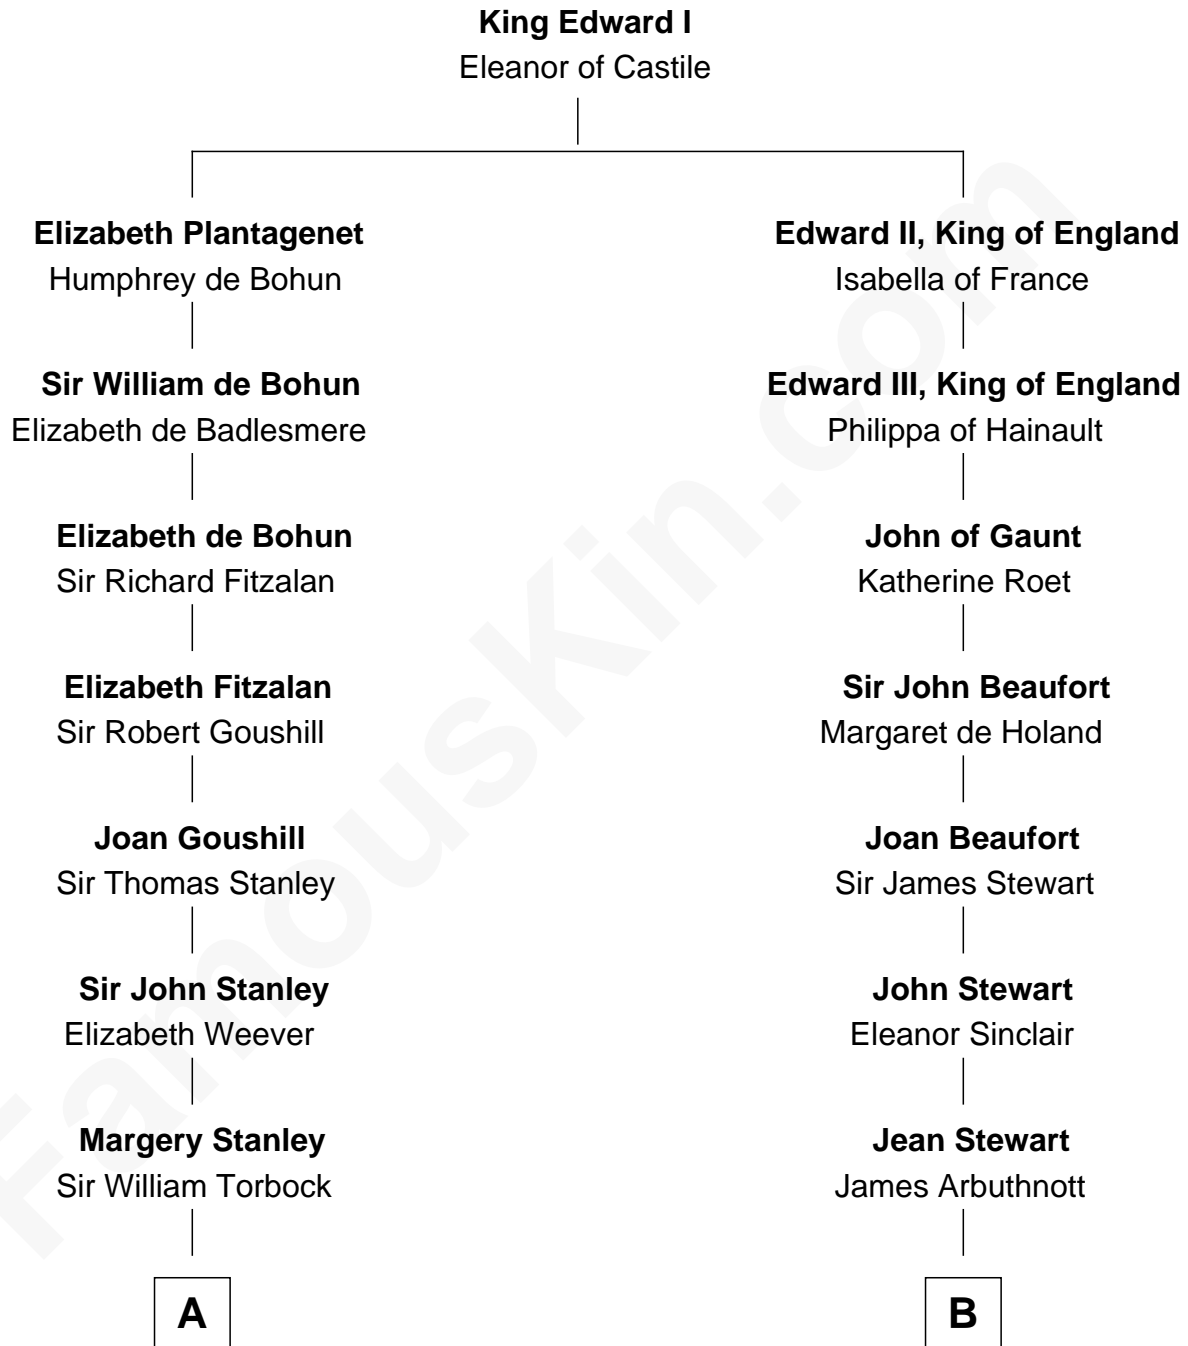 King Edward I
Eleanor of Castile
Elizabeth Plantagenet
Humphrey de Bohun
Edward II, King of England
Isabella of France
Sir William de Bohun
Elizabeth de Badlesmere
Edward III, King of England
Philippa of Hainault
Elizabeth de Bohun
Sir Richard Fitzalan
John of Gaunt
Katherine Roet
Elizabeth Fitzalan
Sir Robert Goushill
Sir John Beaufort
Margaret de Holand
Joan Goushill
Sir Thomas Stanley
Joan Beaufort
Sir James Stewart
Sir John Stanley
Elizabeth Weever
John Stewart
Eleanor Sinclair
Margery Stanley
Sir William Torbock
Jean Stewart
James Arbuthnott
A
B
FamousKin.com